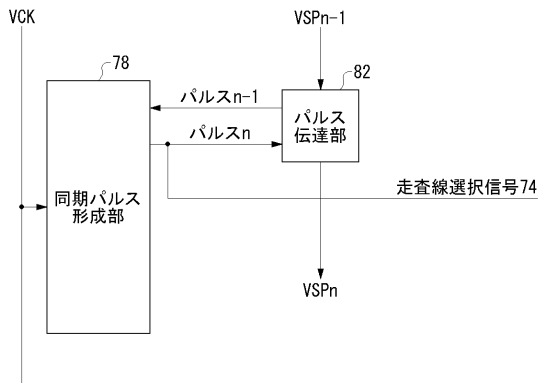 VCK
VSPn-1
78
82
パルスn-1
パルス
伝達部
パルスn
同期パルス
形成部
走査線選択信号74
VSPn